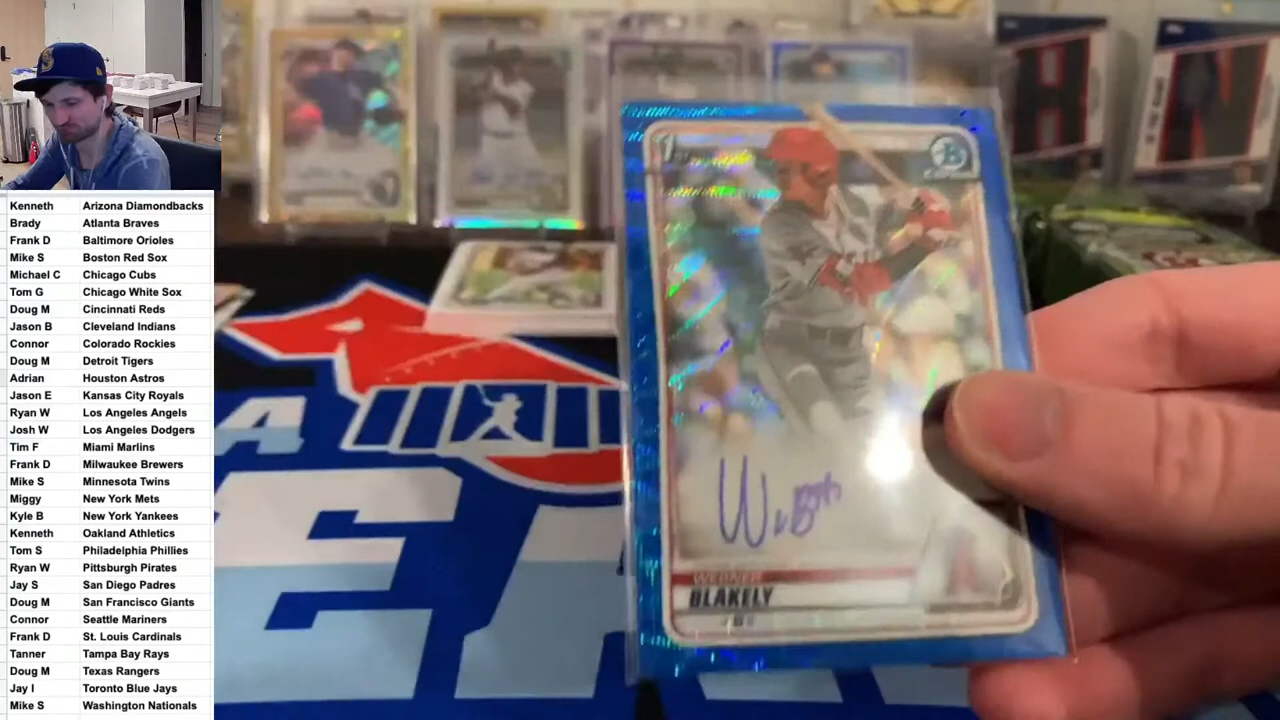 Kenneth Arizona Diamondbacks
Brady Atlanta Braves
Frank D Baltimore Orioles
Mike S Boston Red Sox
Michael C Chicago Cubs
Tom G Chicago White Sox
Doug M Cincinnati Reds
Jason B Cleveland Indians
Connor Colorado Rockies
Doug M Detroit Tigers
Adrian Houston Astros
Jason E Kansas City Royals
Ryan W Los Angeles Angels
Josh W Los Angeles Dodgers
Tim F Miami Marlins
Frank D Milwaukee Brewers
Mike S Minnesota Twins
Miggy New York Mets
Kyle B New York Yankees
Kenneth Oakland Athletics
Tom S Philadelphia Phillies
Ryan W Pittsburgh Pirates
Jay S San Diego Padres
Doug M San Francisco Giants
Connor Seattle Mariners
Frank D St. Louis Cardinals
Tanner Tampa Bay Rays
Doug M Texas Rangers
Jay I Toronto Blue Jays
Mike S Washington Nationals
WERNER
BLAKELY